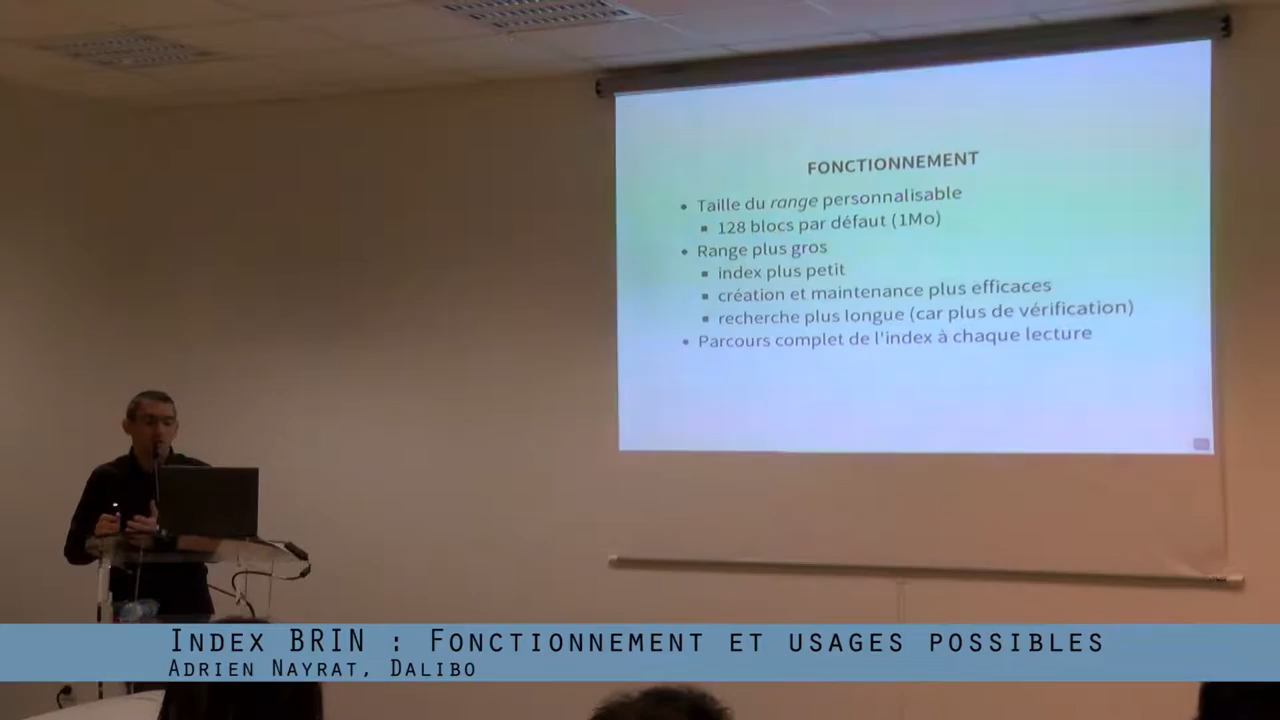 FONCTIONNEMENT
• Taille du range personnalisable
▪ 128 blocs par défaut (1Mo)
• Range plus gros
▪ index plus petit
▪ création et maintenance plus efficaces
▪ recherche plus longue (car plus de vérification)
• Parcours complet de l'index à chaque lecture
INDEX BRIN : FONCTIONNEMENT ET USAGES POSSIBLES
ADRIEN NAYRAT, DALIBO